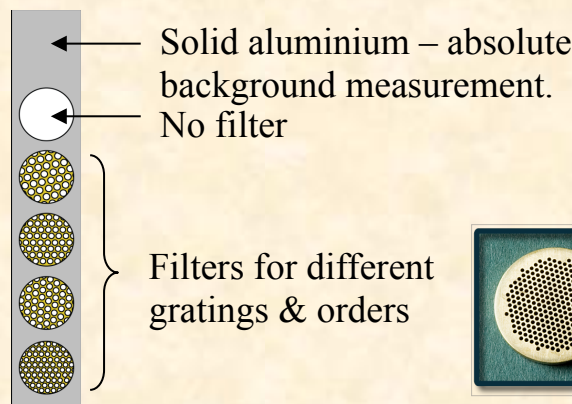 Solid aluminium – absolute
background measurement.
No filter
Filters for different
gratings & orders